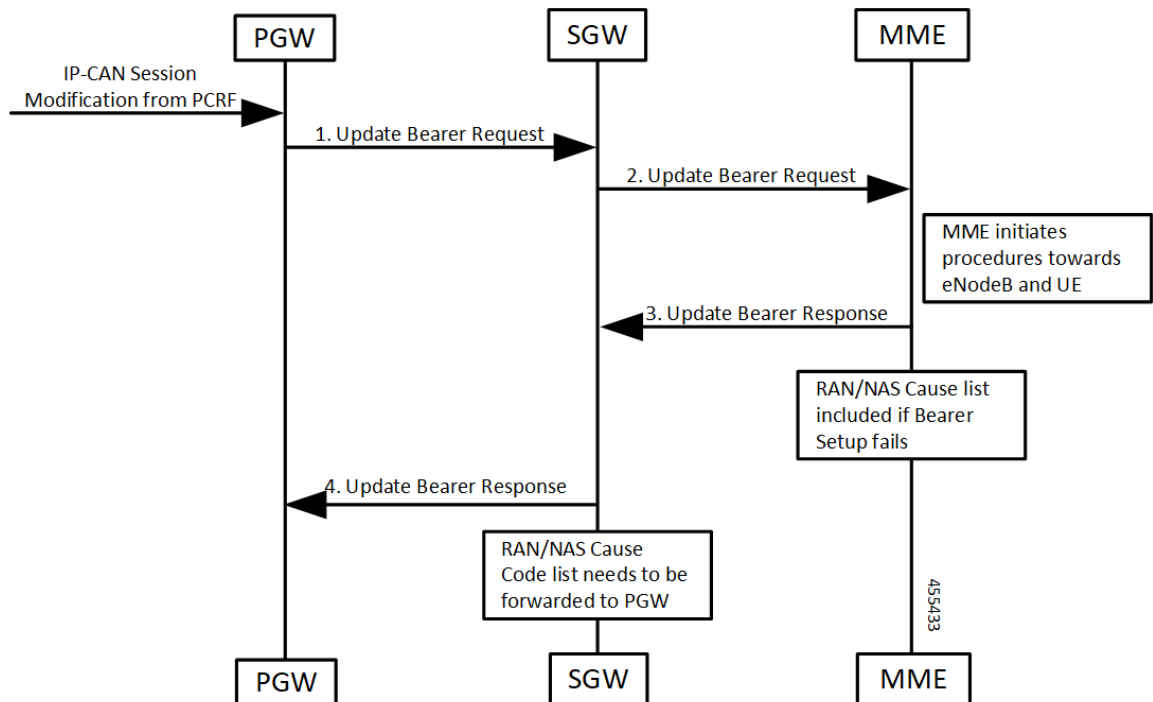 PGW
SGW
MME
IP-CAN Session
Modification from PCRF
1. Update Bearer Request
2. Update Bearer Request
MME initiates
procedures towards
eNodeB and UE
3. Update Bearer Response
RAN/NAS Cause list
included if Bearer
Setup fails
4. Update Bearer Response
RAN/NAS Cause
Code list needs to be
forwarded to PGW
455433
PGW
SGW
MME